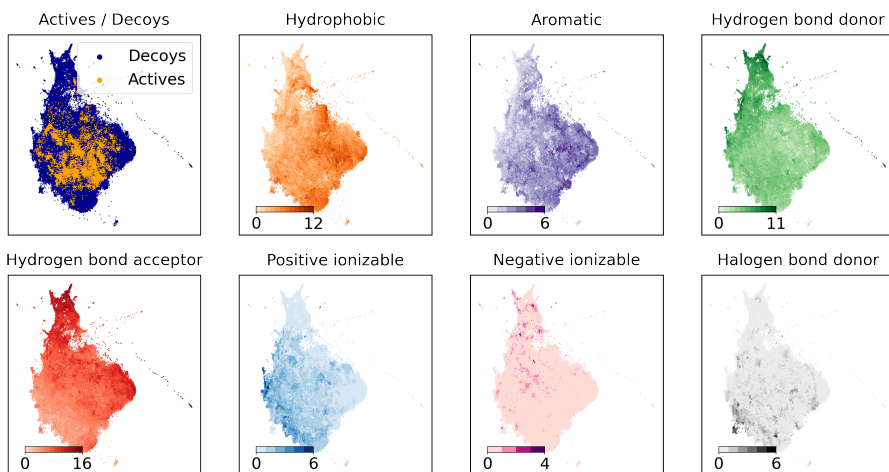 Actives / Decoys
Hydrophobic
Aromatic
Hydrogen bond donor
Decoys
Actives
0 12
0 6
0 11
Hydrogen bond acceptor
Positive ionizable
Negative ionizable
Halogen bond donor
0 16
0 6
0 4
0 6